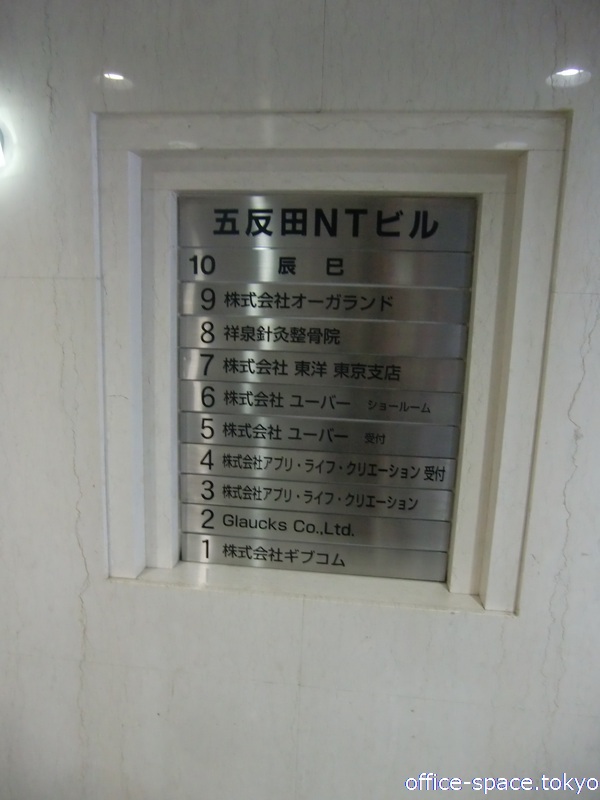 五反田NTビル
10 辰 巳
9 株式会社オーガランド
8 祥泉針灸整骨院
7 株式会社 東洋 東京支店
6 株式会社 ユーバー ショールーム
5 株式会社 ユーバー 受付
4 株式会社アプリ・ライフ・クリエーション 受付
3 株式会社アプリ・ライフ・クリエーション
2 Glaucks Co.,Ltd.
1 株式会社ギブコム
office-space.tokyo